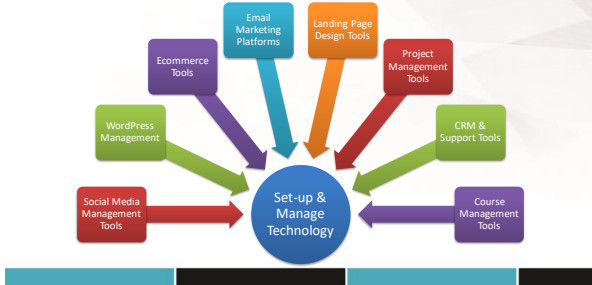 Social Media
Management
Tools
WordPress
Management
Ecommerce
Tools
Email
Marketing
Platforms
Landing Page
Design Tools
Project
Management
Tools
CRM &
Support Tools
Course
Management
Tools
Set-up &
Manage
Technology